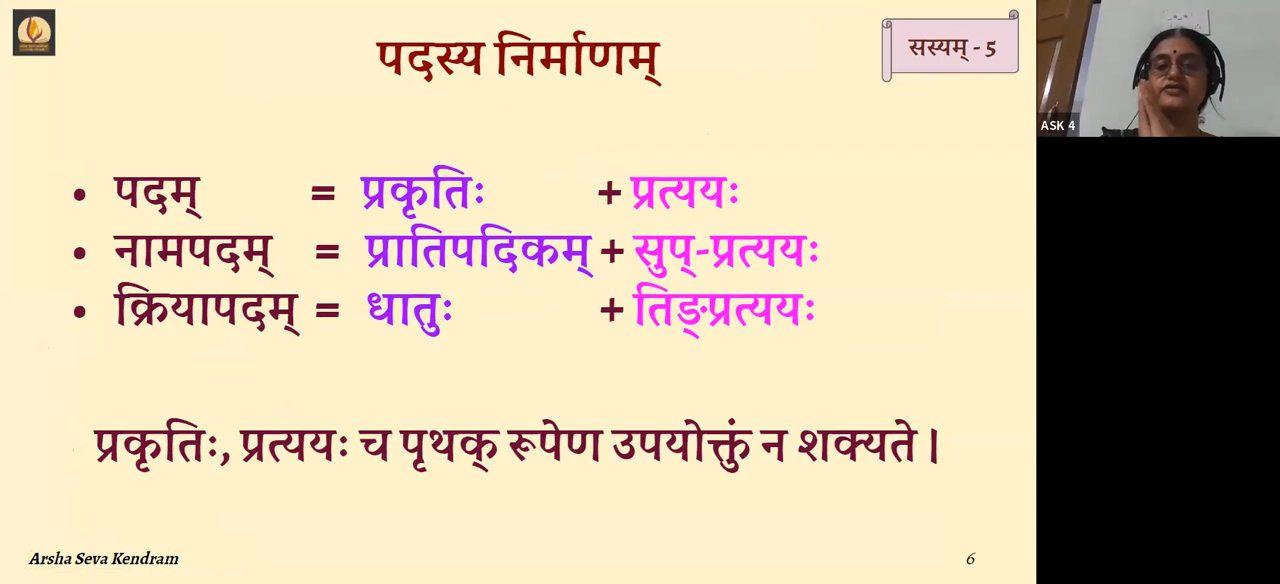 पदस्य निर्माणम्
सस्यम् - 5
ASK 4
• पदम् = प्रकृतिः + प्रत्ययः
• नामपदम् = प्रातिपदिकम् + सुप्-प्रत्ययः
• क्रियापदम् = धातुः + तिङ्प्रत्ययः
प्रकृतिः, प्रत्ययः च पृथक् रूपेण उपयोक्तुं न शक्यते ।
Arsha Seva Kendram
6